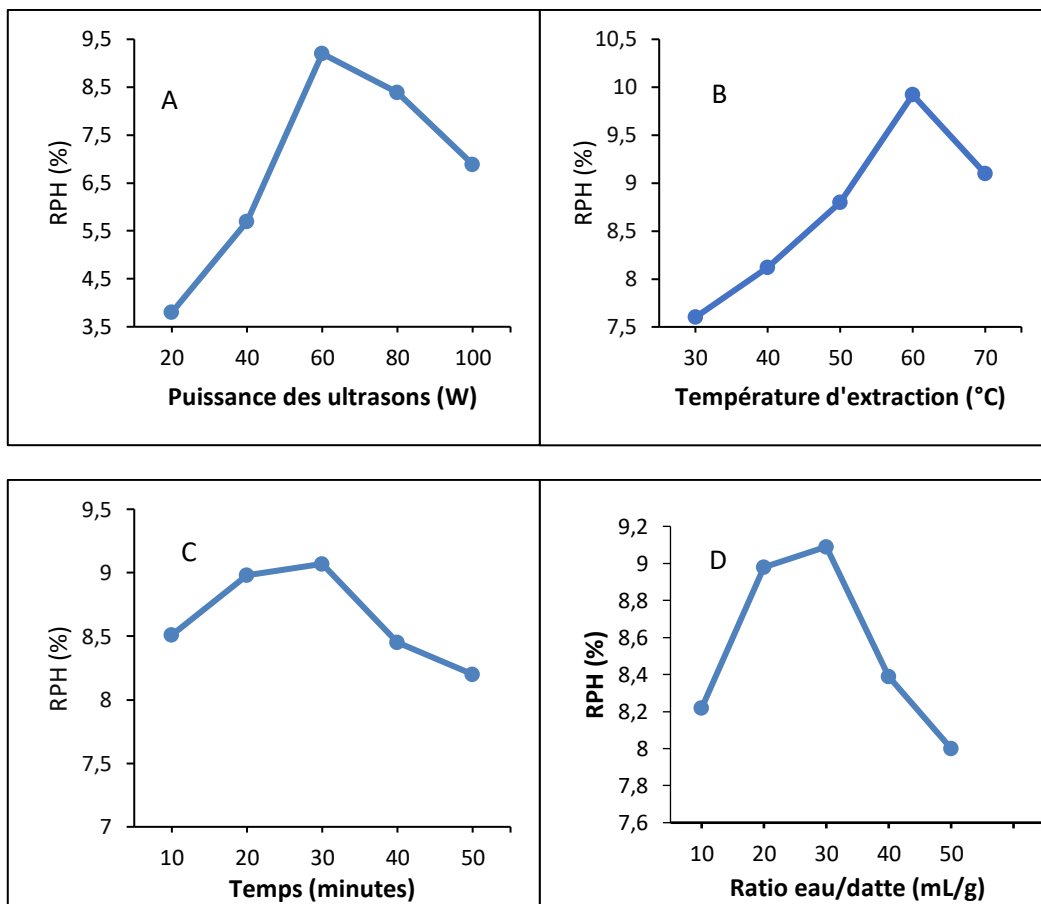 A
RPH (%)
9,5
8,5
7,5
6,5
5,5
4,5
3,5
20 40 60 80 100
Puissance des ultrasons (W)
B
RPH (%)
10,5
10
9,5
9
8,5
8
7,5
30 40 50 60 70
Température d'extraction (°C)
C
RPH (%)
9,5
9
8,5
8
7,5
7
10 20 30 40 50
Temps (minutes)
D
RPH (%)
9,2
9
8,8
8,6
8,4
8,2
8
7,8
7,6
10 20 30 40 50
Ratio eau/datte (mL/g)